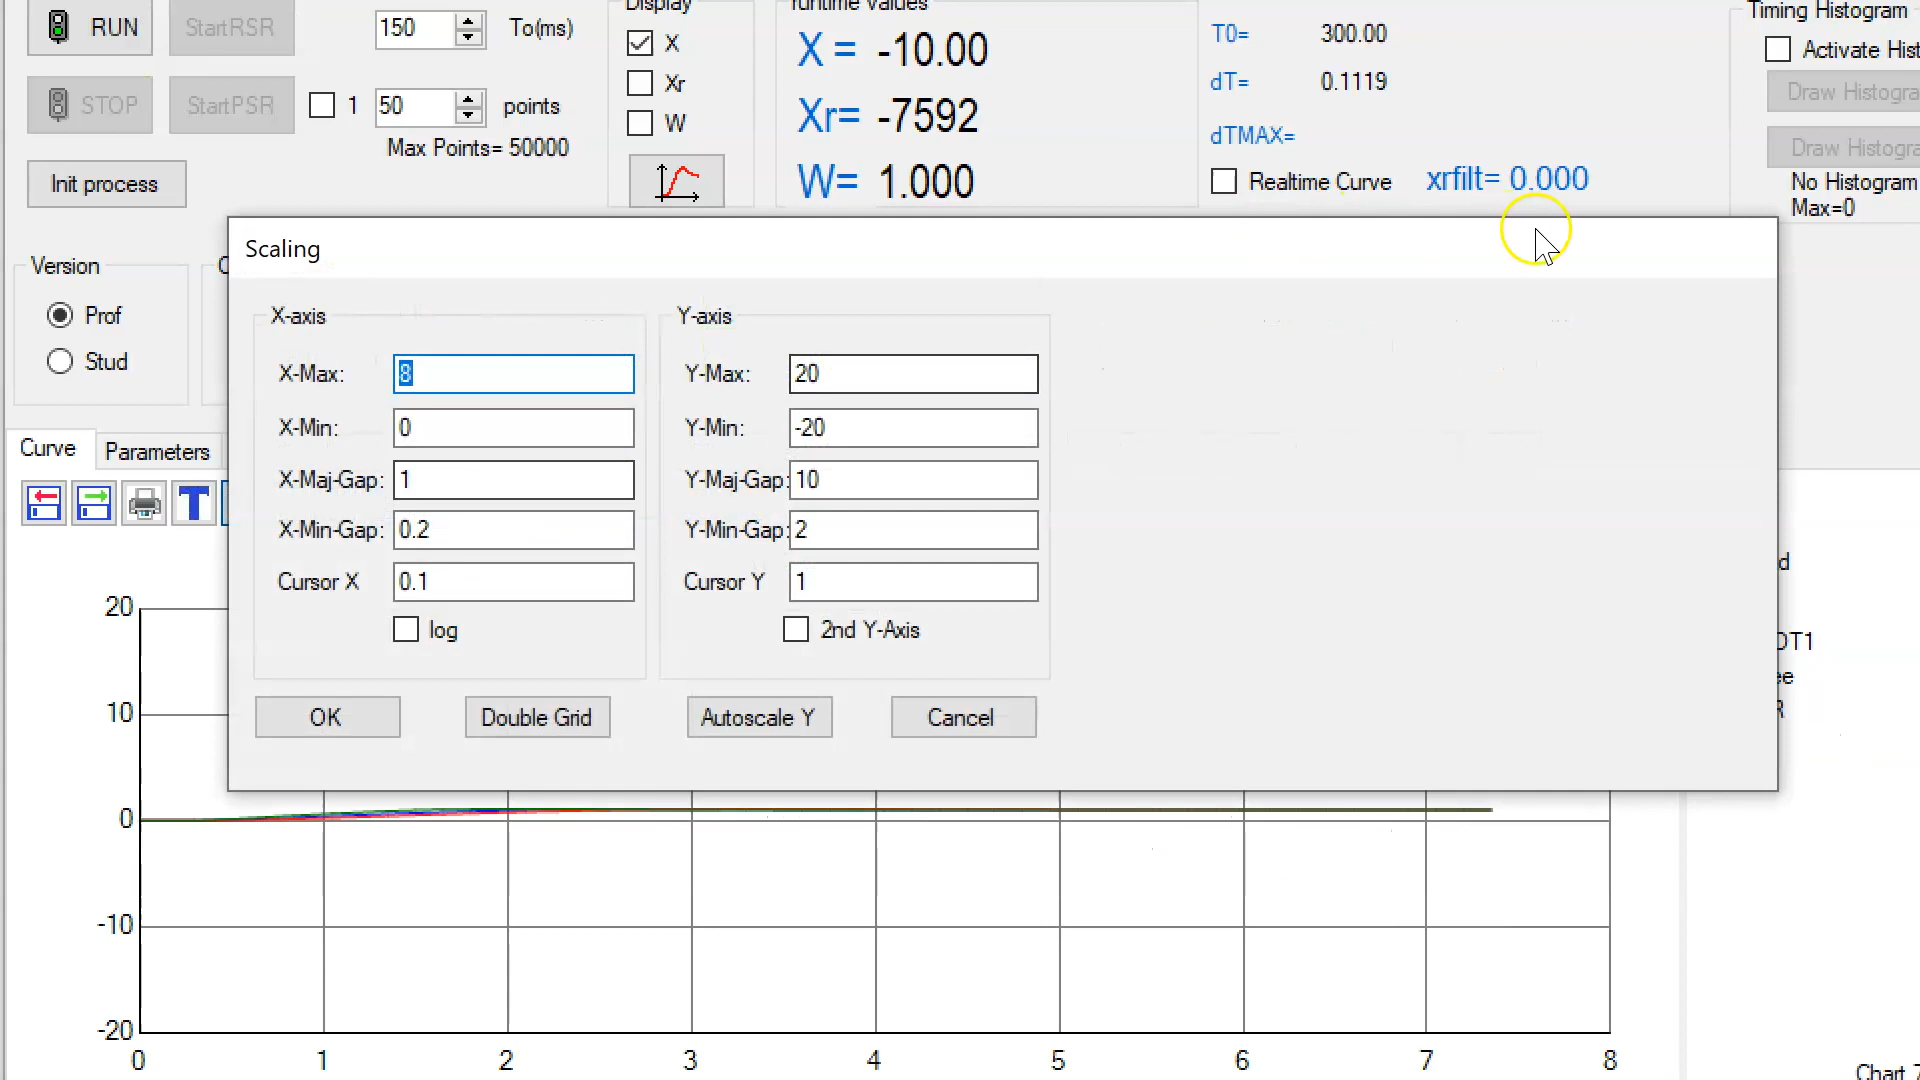 RUN
StartRSR
150
To(ms)
STOP
StartPSR
1
50
points
Max Points= 50000
Init process
Display
X
Xr
W
runtime values
X = -10.00
Xr= -7592
W= 1.000
T0= 300.00
dT= 0.1119
dTMAX=
Realtime Curve
xrfilt= 0.000
Timing Histogram
Activate Hist
Draw Histogra
Draw Histogra
No Histogram
Max=0
Version
Prof
Stud
Scaling
X-axis
X-Max: 8
X-Min: 0
X-Maj-Gap: 1
X-Min-Gap: 0.2
Cursor X 0.1
log
Y-axis
Y-Max: 20
Y-Min: -20
Y-Maj-Gap: 10
Y-Min-Gap: 2
Cursor Y 1
2nd Y-Axis
OK
Double Grid
Autoscale Y
Cancel
Curve
Parameters
T
DT1
20
10
0
-10
-20
0 1 2 3 4 5 6 7 8
Chart 7